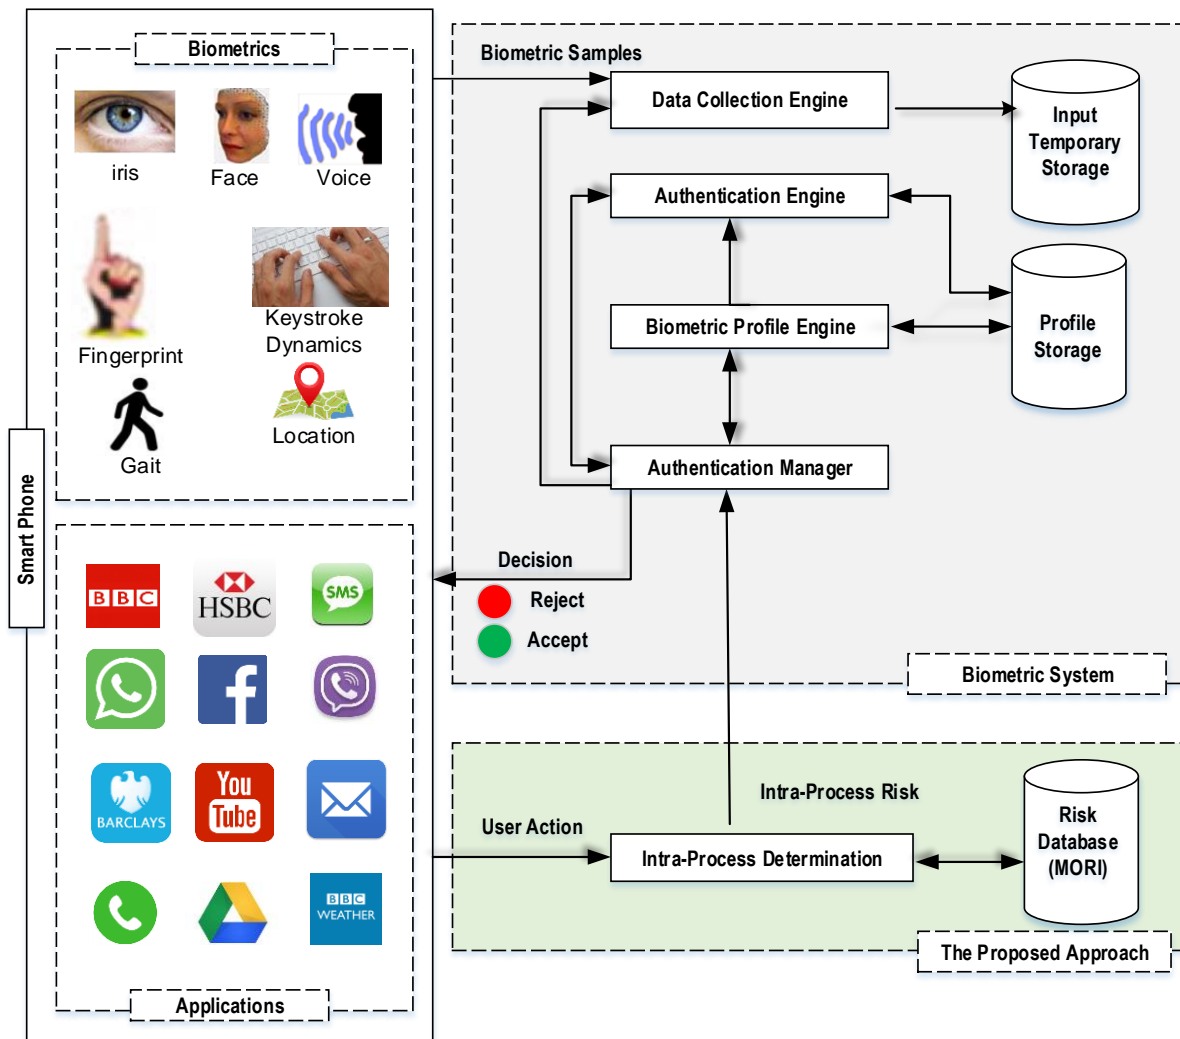 Smart Phone
Biometrics
iris
Face
Voice
Fingerprint
Keystroke
Dynamics
Gait
Location
BBC
HSBC
SMS
BARCLAYS
You
Tube
BBC
WEATHER
Applications
Biometric Samples
Data Collection Engine
Input
Temporary
Storage
Authentication Engine
Biometric Profile Engine
Profile
Storage
Authentication Manager
Decision
Reject
Accept
Biometric System
Intra-Process Risk
User Action
Intra-Process Determination
Risk
Database
(MORI)
The Proposed Approach